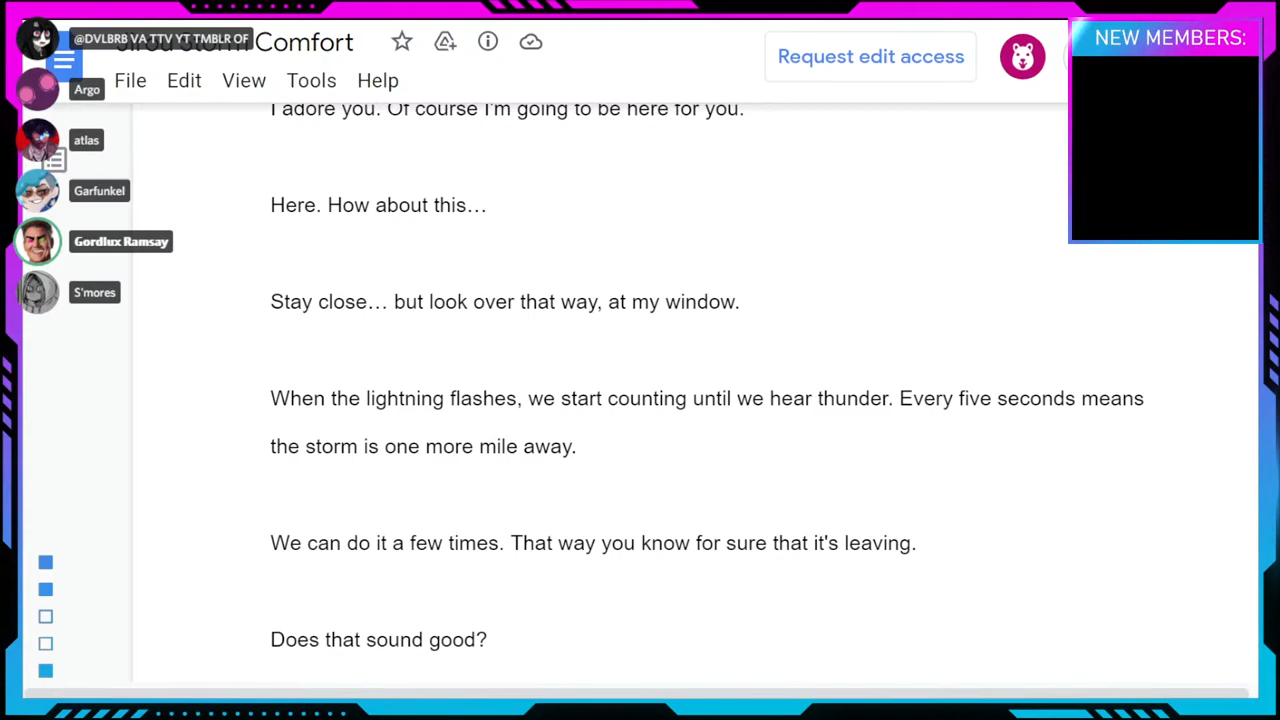 @DVLBRB VA TTV YT TMBLR OF
Comfort
Request edit access
NEW MEMBERS:
File Edit View Tools Help
Argo
atlas
Garfunkel
Gordlux Ramsay
S'mores
I adore you. Of course I'm going to be here for you.
Here. How about this…
Stay close… but look over that way, at my window.
When the lightning flashes, we start counting until we hear thunder. Every five seconds means
the storm is one more mile away.
We can do it a few times. That way you know for sure that it's leaving.
Does that sound good?